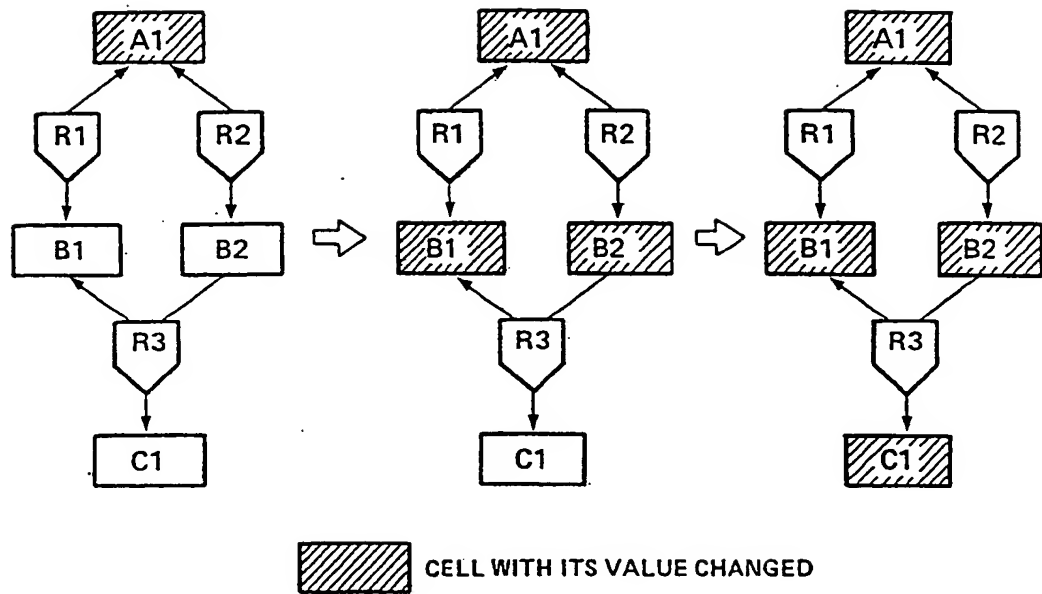 A1 A1 A1
R1 R2 R1 R2 R1 R2
B1 B2 B1 B2 B1 B2
R3 R3 R3
C1 C1 C1
CELL WITH ITS VALUE CHANGED